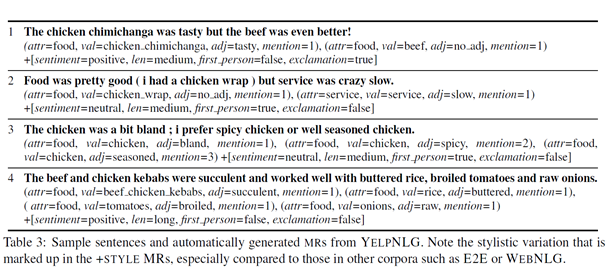 1 The chicken chimichanga was tasty but the beef was even better!
(attr=food, val=chicken_chimichanga, adj=tasty, mention=1), (attr=food, val=beef, adj=no_adj, mention=1)
+[sentiment=positive, len=medium, first_person=false, exclamation=true]
2 Food was pretty good ( i had a chicken wrap ) but service was crazy slow.
(attr=food, val=chicken_wrap, adj=no_adj, mention=1), (attr=service, val=service, adj=slow, mention=1)
+[sentiment=neutral, len=medium, first_person=true, exclamation=false]
3 The chicken was a bit bland ; i prefer spicy chicken or well seasoned chicken.
(attr=food, val=chicken, adj=bland, mention=1), (attr=food, val=chicken, adj=spicy, mention=2), (attr=food,
val=chicken, adj=seasoned, mention=3) +[sentiment=neutral, len=medium, first_person=true, exclamation=false]
4 The beef and chicken kebabs were succulent and worked well with buttered rice, broiled tomatoes and raw onions.
(attr=food, val=beef_chicken_kebabs, adj=succulent, mention=1), (attr=food, val=rice, adj=buttered, mention=1),
( attr=food, val=tomatoes, adj=broiled, mention=1), (attr=food, val=onions, adj=raw, mention=1)
+[sentiment=positive, len=long, first_person=false, exclamation=false]
Table 3: Sample sentences and automatically generated MRs from YELPNLG. Note the stylistic variation that is
marked up in the +STYLE MRs, especially compared to those in other corpora such as E2E or WEBNLG.